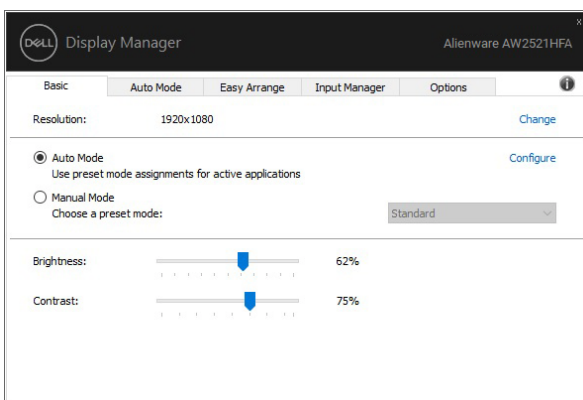 x
DELL Display Manager Alienware AW2521HFA
Basic Auto Mode Easy Arrange Input Manager Options
Resolution: 1920x1080 Change
Auto Mode Configure
Use preset mode assignments for active applications
Manual Mode
Choose a preset mode: Standard
Brightness: 62%
Contrast: 75%